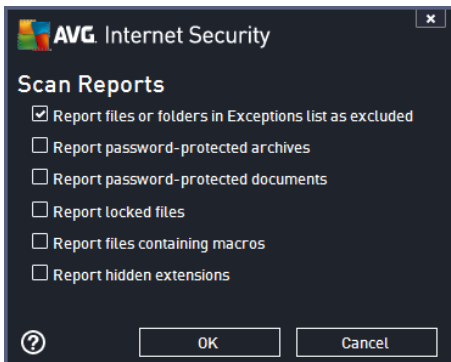 AVG. Internet Security
x
Scan Reports
Report files or folders in Exceptions list as excluded
Report password-protected archives
Report password-protected documents
Report locked files
Report files containing macros
Report hidden extensions
?
OK
Cancel